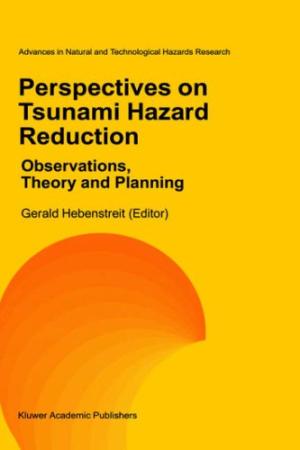 Advances in Natural and Technological Hazards Research
Perspectives on
Tsunami Hazard
Reduction
Observations,
Theory and Planning
Gerald Hebenstreit (Editor)
Kluwer Academic Publishers